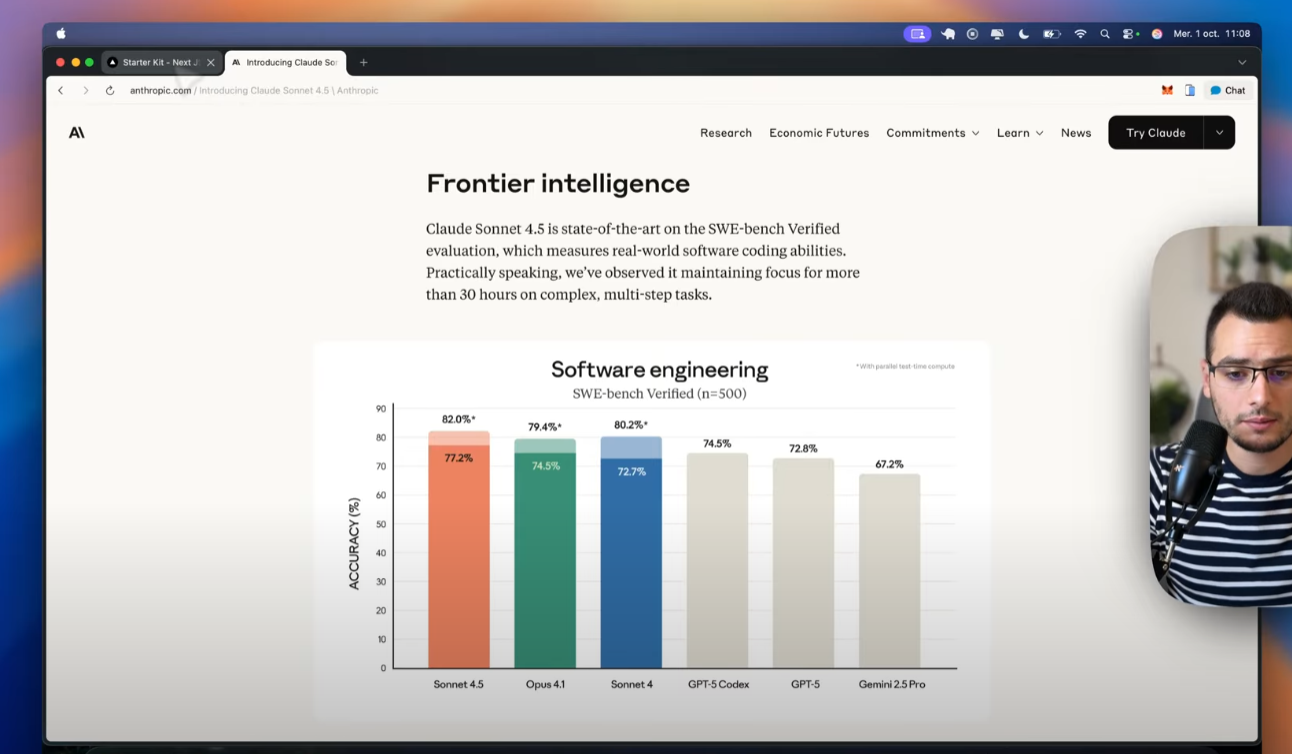 Mer. 1 oct. 11:08
Starter Kit - Next J
Introducing Claude So
anthropic.com / Introducing Claude Sonnet 4.5 \ Anthropic
Chat
A\
Research Economic Futures Commitments Learn News Try Claude
Frontier intelligence
Claude Sonnet 4.5 is state-of-the-art on the SWE-bench Verified
evaluation, which measures real-world software coding abilities.
Practically speaking, we've observed it maintaining focus for more
than 30 hours on complex, multi-step tasks.
Software engineering
*With parallel test-time compute
SWE-bench Verified (n=500)
ACCURACY (%)
90
80
70
60
50
40
30
20
10
0
82.0%*
77.2%
79.4%*
74.5%
80.2%*
72.7%
74.5%
72.8%
67.2%
Sonnet 4.5 Opus 4.1 Sonnet 4 GPT-5 Codex GPT-5 Gemini 2.5 Pro